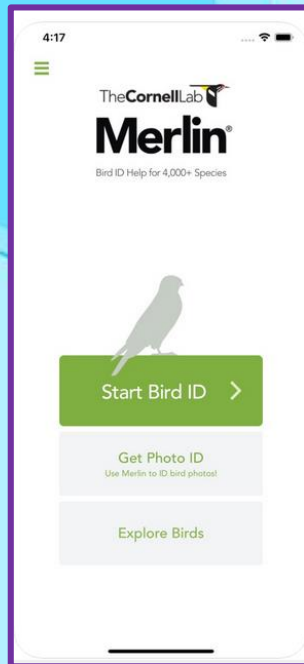 4:17
TheCornellLab
Merlin®
Bird ID Help for 4,000+ Species
Start Bird ID
Get Photo ID
Use Merlin to ID bird photos!
Explore Birds